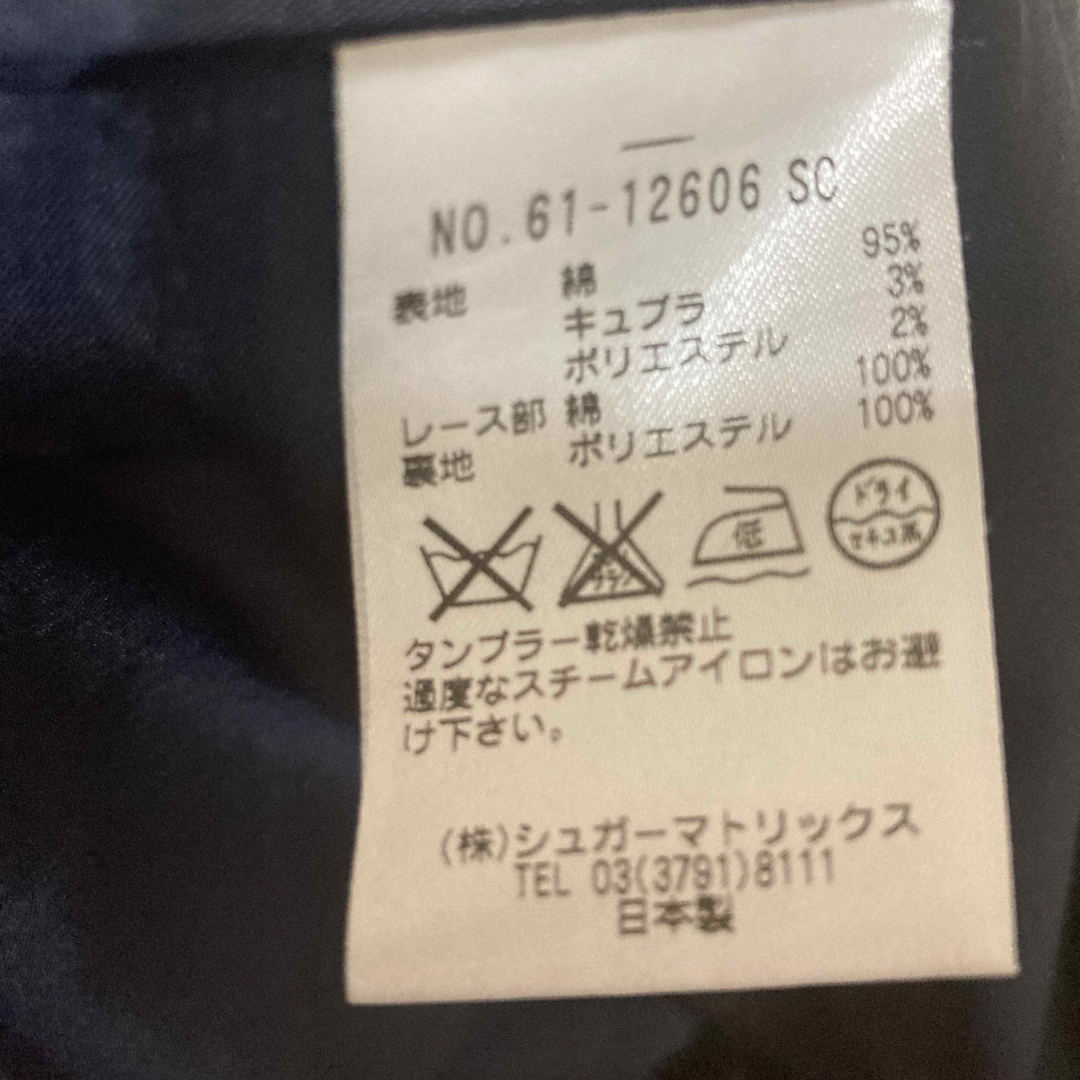 NO.61-12606 SC
表地 綿 95%
キュプラ 3%
ポリエステル 2%
レース部 綿 100%
裏地 ポリエステル 100%
低
ドライ
セキユ系
タンブラー乾燥禁止
過度なスチームアイロンはお避
け下さい。
(株)シュガーマトリックス
TEL 03(3791)8111
日本製